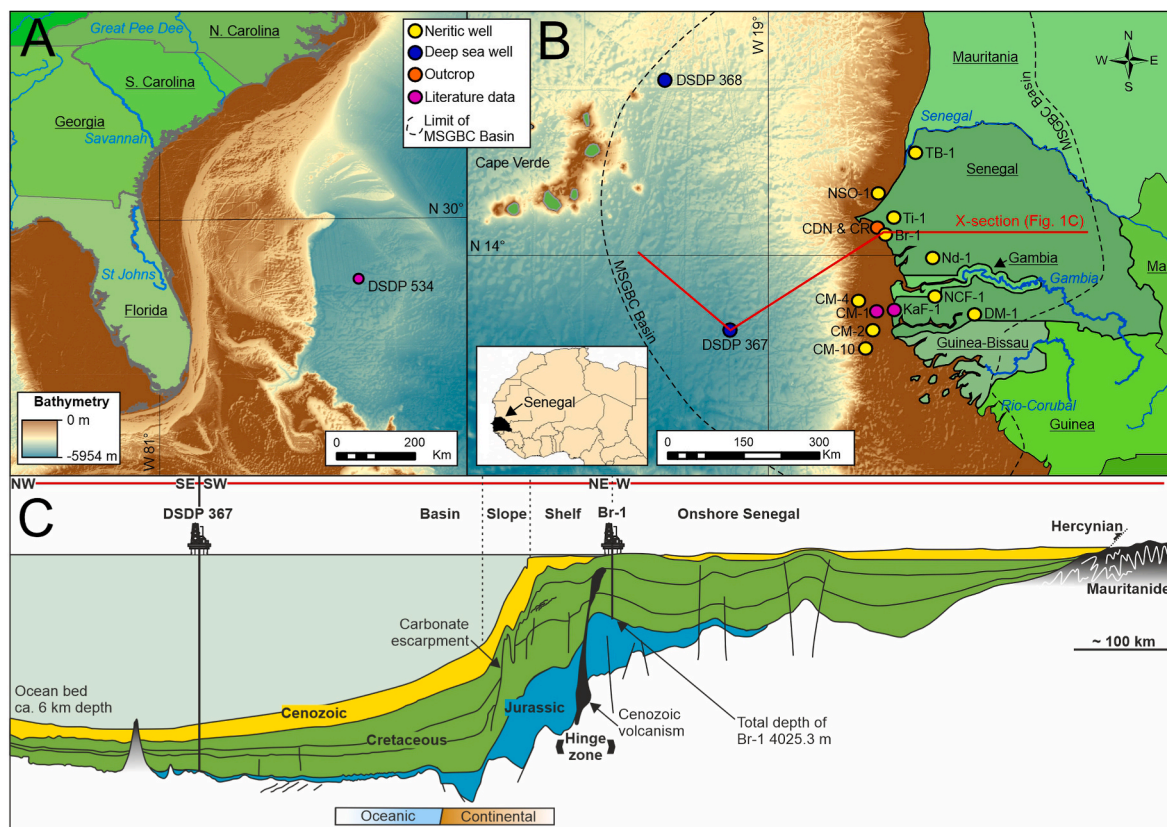 A
Great Pee Dee
N. Carolina
S. Carolina
Georgia
Savannah
St Johns
Florida
N 30°
DSDP 534
W 81°
Bathymetry
0 m
-5954 m
0 200
Km
Neritic well
Deep sea well
Outcrop
Literature data
Limit of
MSGBC Basin
B
W 19°
DSDP 368
Mauritania
N
W E
S
MSGBC Basin
Senegal
TB-1
Senegal
Cape Verde
NSO-1
Ti-1
CDN & CR
Br-1
X-section (Fig. 1C)
N 14°
Nd-1
Gambia
Gambia
Ma
MSGBC Basin
CM-4
NCF-1
CM-1
KaF-1
DM-1
CM-2
DSDP 367
CM-10
Guinea-Bissau
Rio-Corubal
Guinea
Senegal
0 150 300
Km
NW SE SW NE W
C
DSDP 367
Basin
Slope
Shelf
Br-1
Onshore Senegal
Hercynian
Mauritanide
~ 100 km
Carbonate
escarpment
Ocean bed
ca. 6 km depth
Cenozoic
Cretaceous
Jurassic
Cenozoic
volcanism
Total depth of
Br-1 4025.3 m
Hinge
zone
Oceanic
Continental